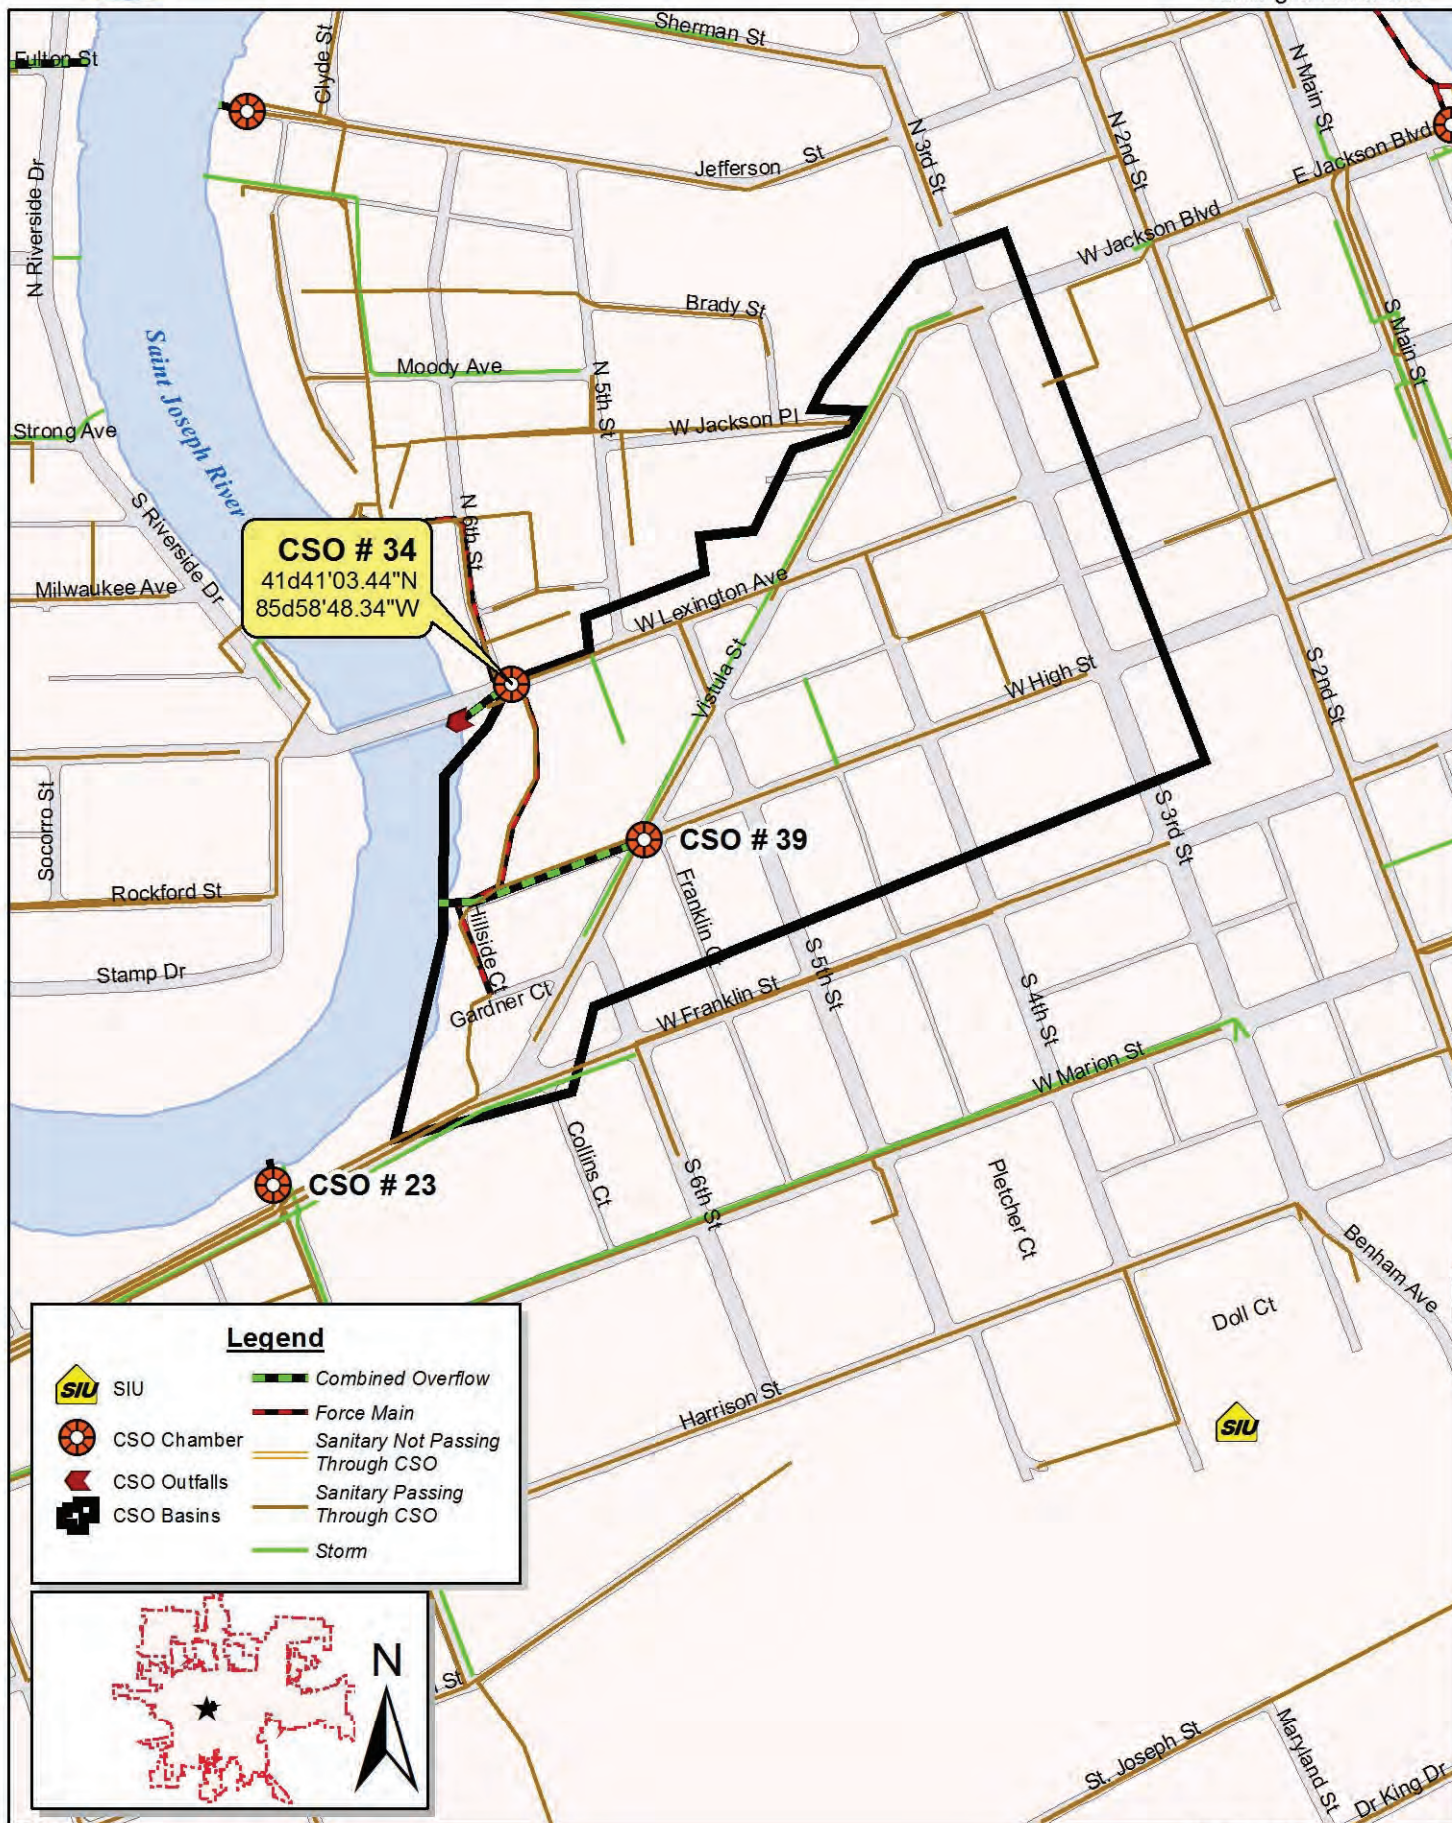 Sherman St
Fulton St
Clyde St
N Main St
N 3rd St
N 2nd St
E Jackson Blvd
Jefferson St
N Riverside Dr
W Jackson Blvd
Saint Joseph River
Brady St
S Main St
Moody Ave
N 5th St
W Jackson Pl
Strong Ave
S Riverside Dr
N 6th St
CSO # 34
41d41'03.44"N
85d58'48.34"W
Milwaukee Ave
W Lexington Ave
Vistula St
W High St
S 2nd St
Socorro St
CSO # 39
S 3rd St
Rockford St
Franklin Ct
Hillside Ct
S 5th St
Stamp Dr
Gardner Ct
W Franklin St
S 4th St
W Marion St
Collins Ct
CSO # 23
S 6th St
Pletcher Ct
Benham Ave
Doll Ct
Harrison St
SIU
Legend
SIU SIU
CSO Chamber
CSO Outfalls
CSO Basins
Combined Overflow
Force Main
Sanitary Not Passing
Through CSO
Sanitary Passing
Through CSO
Storm
N
St
St. Joseph St
Maryland St
Dr King Dr